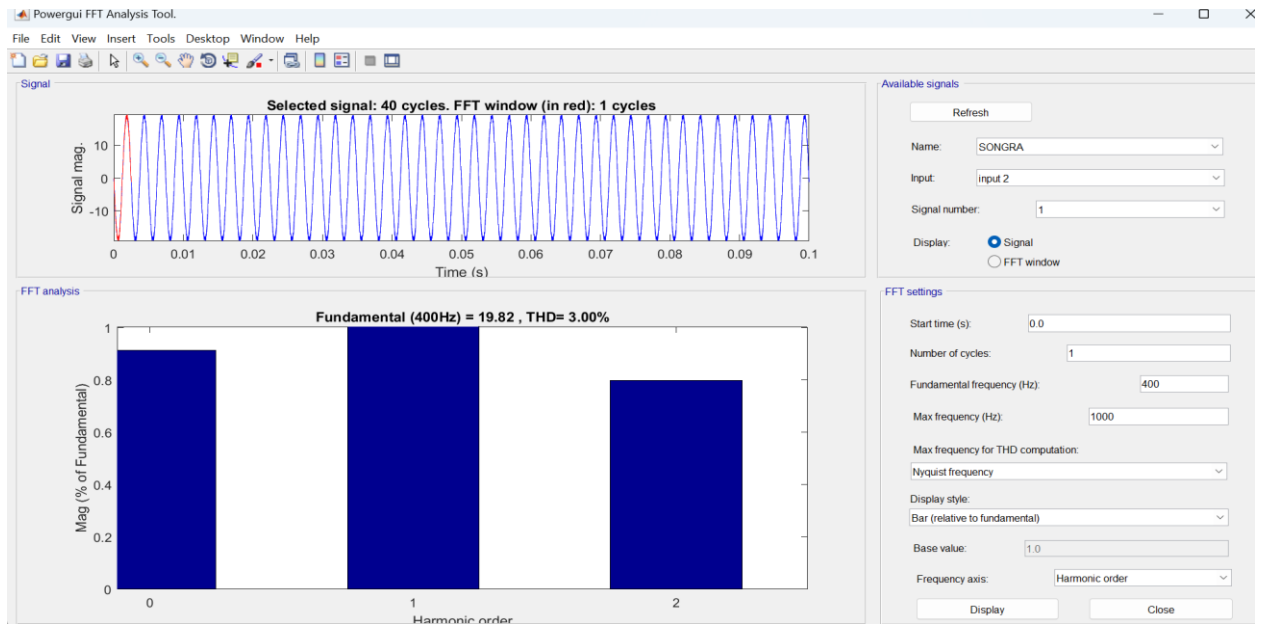 Powergui FFT Analysis Tool.
File Edit View Insert Tools Desktop Window Help
Signal
Selected signal: 40 cycles. FFT window (in red): 1 cycles
Signal mag.
10
0
-10
0 0.01 0.02 0.03 0.04 0.05 0.06 0.07 0.08 0.09 0.1
Time (s)
FFT analysis
Fundamental (400Hz) = 19.82 , THD= 3.00%
Mag (% of Fundamental)
1
0.8
0.6
0.4
0.2
0
0 1 2
Harmonic order
Available signals
Refresh
Name: SONGRA
Input: input 2
Signal number: 1
Display: Signal
FFT window
FFT settings
Start time (s): 0.0
Number of cycles: 1
Fundamental frequency (Hz): 400
Max frequency (Hz): 1000
Max frequency for THD computation:
Nyquist frequency
Display style:
Bar (relative to fundamental)
Base value: 1.0
Frequency axis: Harmonic order
Display Close